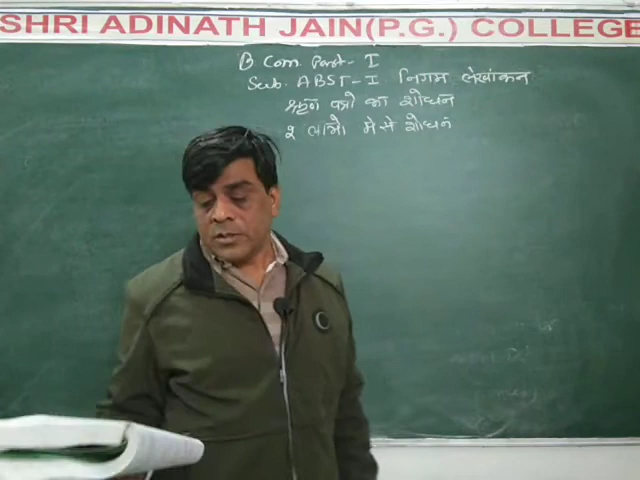 SHRI ADINATH JAIN(P.G.) COLLEGE
B Com. Part-I
Sub. ABST-I निगम लेखांकन
ऋण पत्रो का शोधन
2 लाभो मे से शोधन